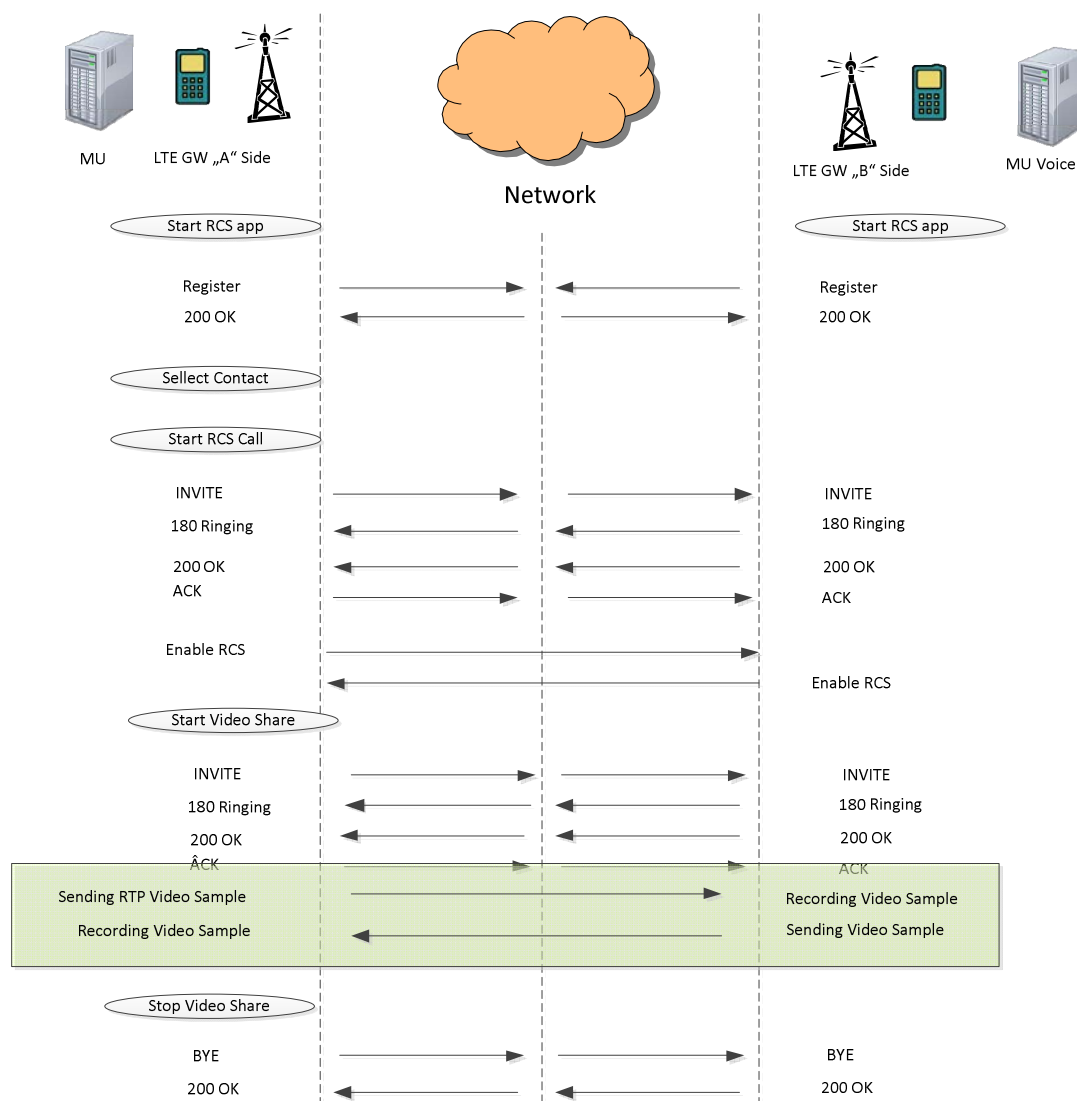 MU
LTE GW „A“ Side
LTE GW „B“ Side
MU Voice
Network
Start RCS app
Start RCS app
Register
Register
200 OK
200 OK
Sellect Contact
Start RCS Call
INVITE
INVITE
180 Ringing
180 Ringing
200 OK
200 OK
ACK
ACK
Enable RCS
Enable RCS
Start Video Share
INVITE
INVITE
180 Ringing
180 Ringing
200 OK
200 OK
ÂCK
ACK
Sending RTP Video Sample
Recording Video Sample
Recording Video Sample
Sending Video Sample
Stop Video Share
BYE
BYE
200 OK
200 OK